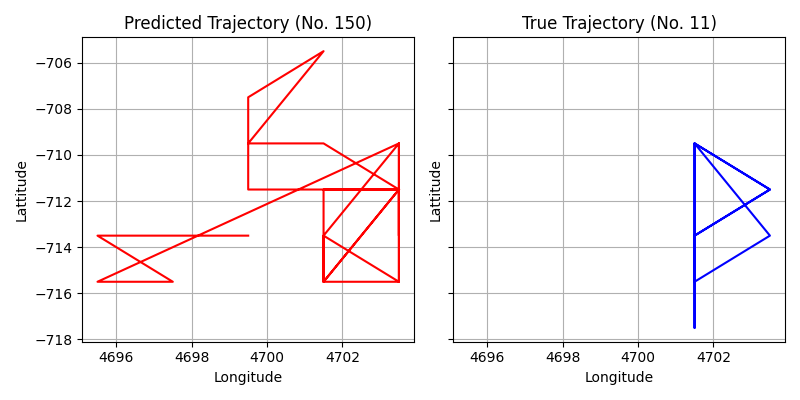 Predicted Trajectory (No. 150)
True Trajectory (No. 11)
Lattitude
−706
−708
−710
−712
−714
−716
−718
4696
4698
4700
4702
Longitude
Lattitude
4696
4698
4700
4702
Longitude